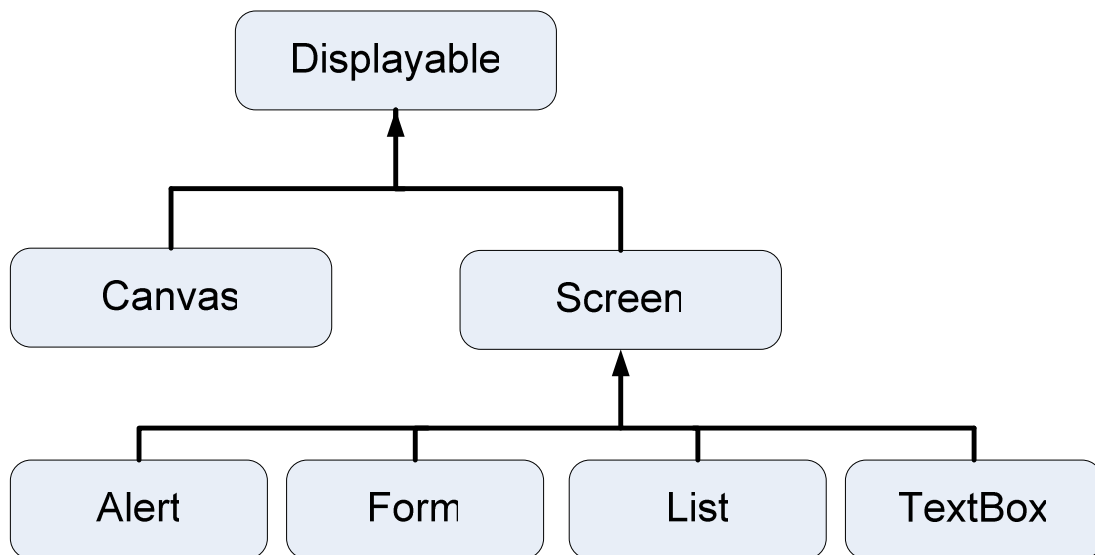 Displayable
Canvas
Screen
Alert
Form
List
TextBox